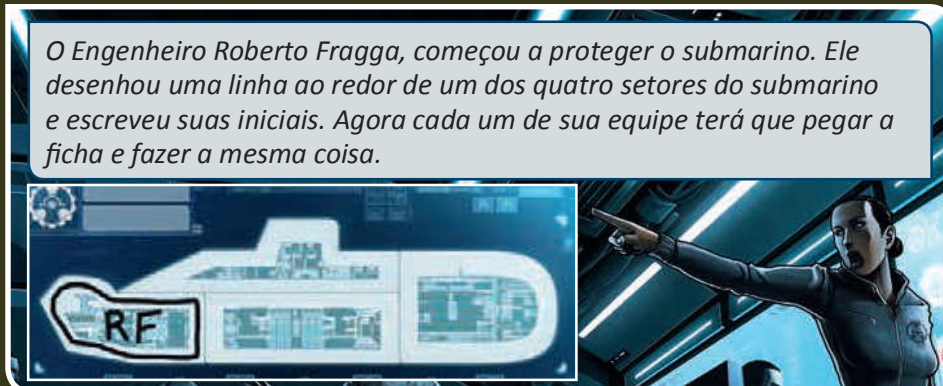 O Engenheiro Roberto Fragga, começou a proteger o submarino. Ele
desenhou uma linha ao redor de um dos quatro setores do submarino
e escreveu suas iniciais. Agora cada um de sua equipe terá que pegar a
ficha e fazer a mesma coisa.
RF